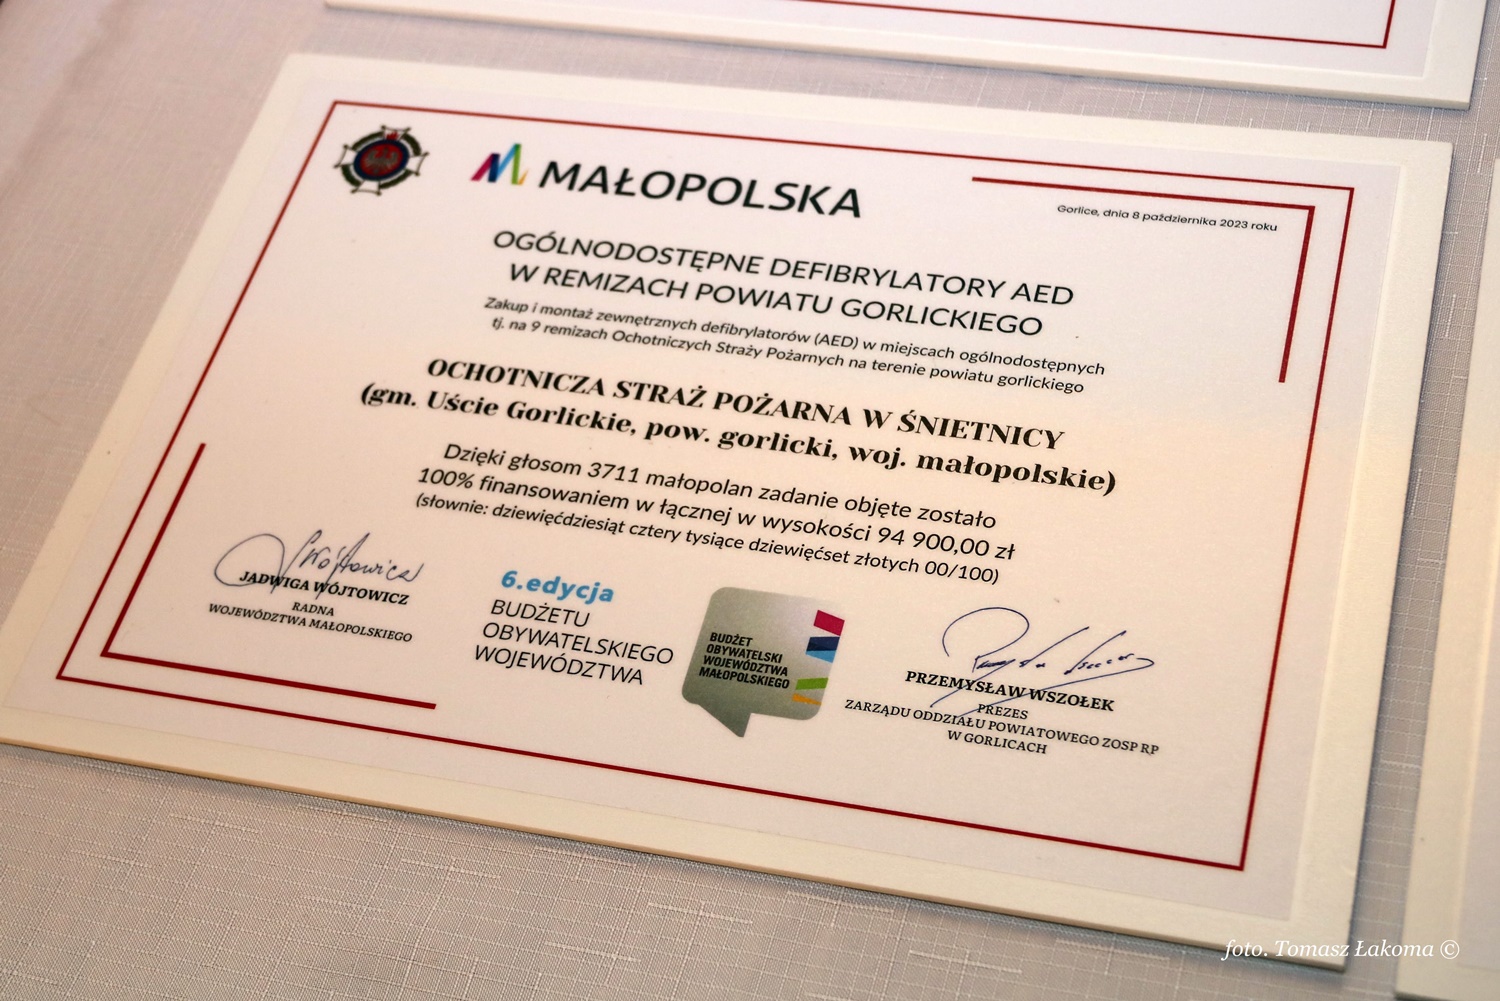 MAŁOPOLSKA
Gorlice, dnia 8 października 2023 roku
OGÓLNODOSTĘPNE DEFIBRYLATORY AED
W REMIZACH POWIATU GORLICKIEGO
Zakup i montaż zewnętrznych defibrylatorów (AED) w miejscach ogólnodostępnych
tj. na 9 remizach Ochotniczych Straży Pożarnych na terenie powiatu gorlickiego
OCHOTNICZA STRAŻ POŻARNA W ŚNIETNICY
(gm. Uście Gorlickie, pow. gorlicki, woj. małopolskie)
Dzięki głosom 3711 małopolan zadanie objęte zostało
100% finansowaniem w łącznej w wysokości 94 900,00 zł
(słownie: dziewięćdziesiąt cztery tysiące dziewięćset złotych 00/100)
JADWIGA WÓJTOWICZ
RADNA
WOJEWÓDZTWA MAŁOPOLSKIEGO
6.edycja
BUDŻETU
OBYWATELSKIEGO
WOJEWÓDZTWA
BUDŻET
OBYWATELSKI
WOJEWÓDZTWA
MAŁOPOLSKIEGO
PRZEMYSŁAW WSZOŁEK
PREZES
ZARZĄDU ODDZIAŁU POWIATOWEGO ZOSP RP
W GORLICACH
foto. Tomasz Łakoma ©